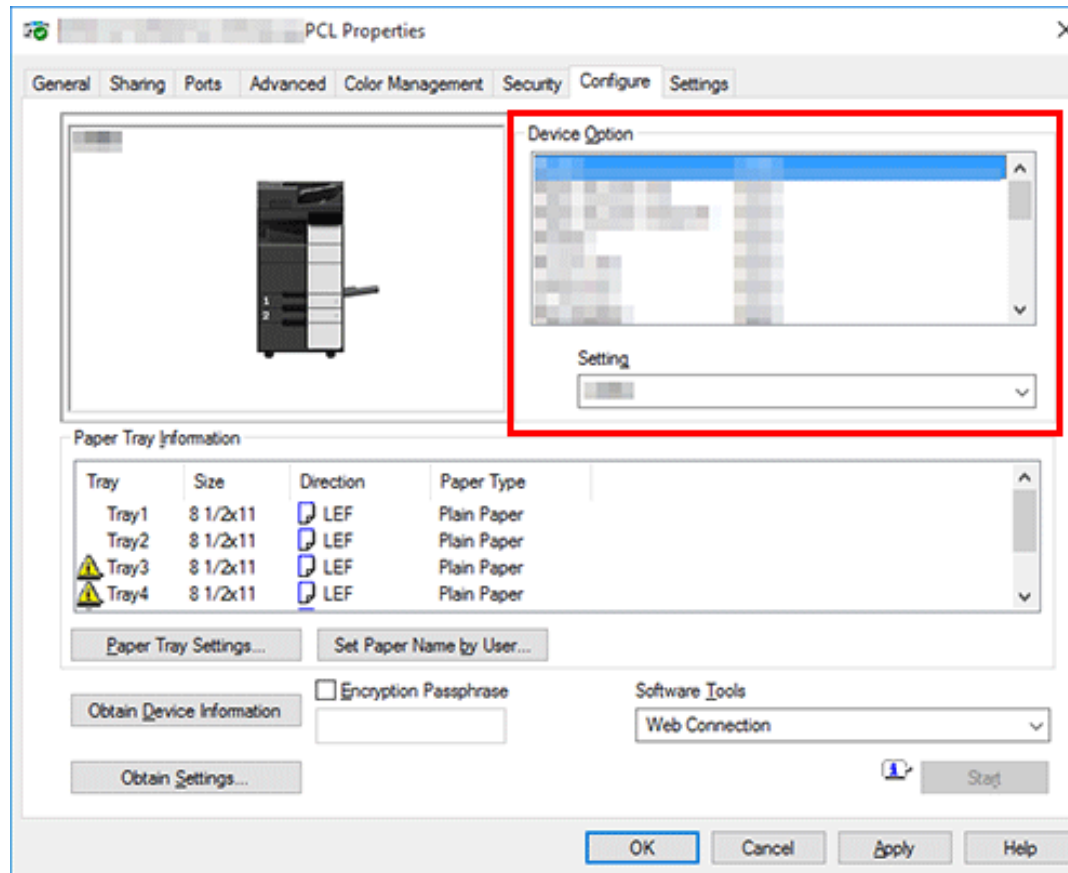 PCL Properties
General Sharing Ports Advanced Color Management Security Configure Settings
Device Option
1
2
Setting
Paper Tray Information
Tray Size Direction Paper Type
Tray1 8 1/2x11 LEF Plain Paper
Tray2 8 1/2x11 LEF Plain Paper
Tray3 8 1/2x11 LEF Plain Paper
Tray4 8 1/2x11 LEF Plain Paper
Paper Tray Settings... Set Paper Name by User...
Obtain Device Information Encryption Passphrase Software Tools
Web Connection
Obtain Settings... Start
OK Cancel Apply Help